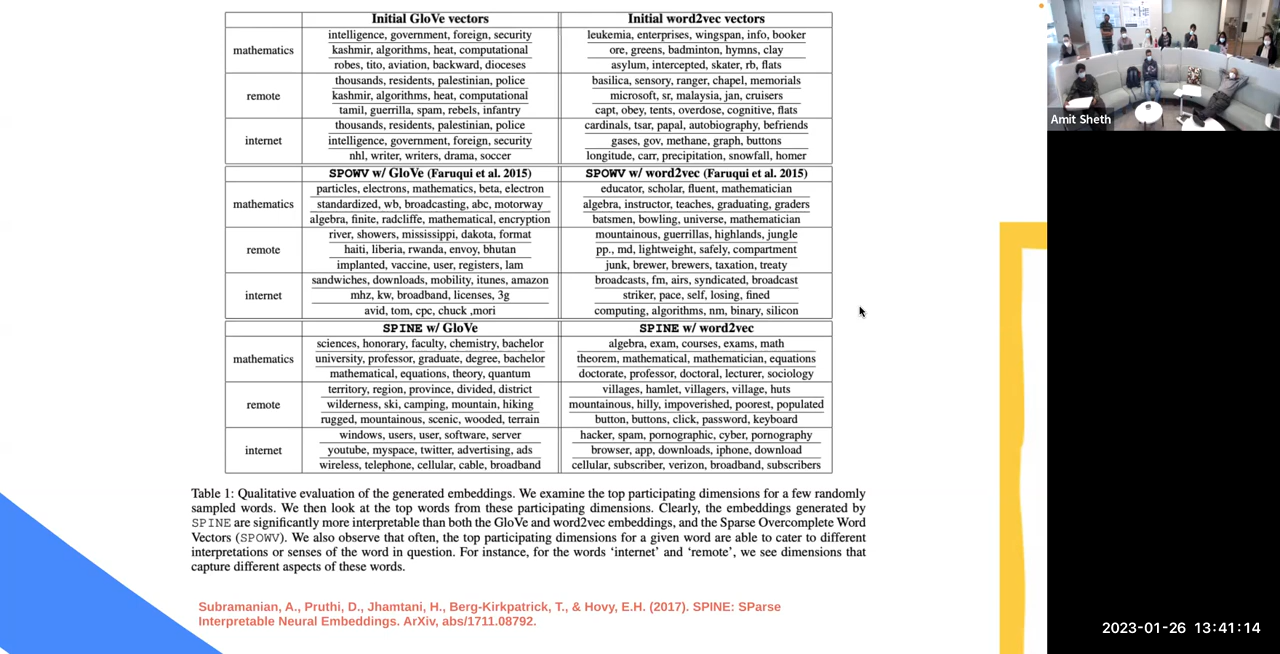 Initial GloVe vectors Initial word2vec vectors
mathematics
intelligence, government, foreign, security leukemia, enterprises, wingspan, info, booker
kashmir, algorithms, heat, computational ore, greens, badminton, hymns, clay
robes, tito, aviation, backward, dioceses asylum, intercepted, skater, rb, flats
remote
thousands, residents, palestinian, police basilica, sensory, ranger, chapel, memorials
kashmir, algorithms, heat, computational microsoft, sr, malaysia, jan, cruisers
tamil, guerrilla, spam, rebels, infantry capt, obey, tents, overdose, cognitive, flats
internet
thousands, residents, palestinian, police cardinals, tsar, papal, autobiography, befriends
intelligence, government, foreign, security gases, gov, methane, graph, buttons
nhl, writer, writers, drama, soccer longitude, carr, precipitation, snowfall, homer
SPOWV w/ GloVe (Faruqui et al. 2015) SPOWV w/ word2vec (Faruqui et al. 2015)
mathematics
particles, electrons, mathematics, beta, electron educator, scholar, fluent, mathematician
standardized, wb, broadcasting, abc, motorway algebra, instructor, teaches, graduating, graders
algebra, finite, radcliffe, mathematical, encryption batsmen, bowling, universe, mathematician
remote
river, showers, mississippi, dakota, format mountainous, guerrillas, highlands, jungle
haiti, liberia, rwanda, envoy, bhutan pp., md, lightweight, safely, compartment
implanted, vaccine, user, registers, lam junk, brewer, brewers, taxation, treaty
internet
sandwiches, downloads, mobility, itunes, amazon broadcasts, fm, airs, syndicated, broadcast
mhz, kw, broadband, licenses, 3g striker, pace, self, losing, fined
avid, tom, cpc, chuck ,mori computing, algorithms, nm, binary, silicon
SPINE w/ GloVe SPINE w/ word2vec
mathematics
sciences, honorary, faculty, chemistry, bachelor algebra, exam, courses, exams, math
university, professor, graduate, degree, bachelor theorem, mathematical, mathematician, equations
mathematical, equations, theory, quantum doctorate, professor, doctoral, lecturer, sociology
remote
territory, region, province, divided, district villages, hamlet, villagers, village, huts
wilderness, ski, camping, mountain, hiking mountainous, hilly, impoverished, poorest, populated
rugged, mountainous, scenic, wooded, terrain button, buttons, click, password, keyboard
internet
windows, users, user, software, server hacker, spam, pornographic, cyber, pornography
youtube, myspace, twitter, advertising, ads browser, app, downloads, iphone, download
wireless, telephone, cellular, cable, broadband cellular, subscriber, verizon, broadband, subscribers
Table 1: Qualitative evaluation of the generated embeddings. We examine the top participating dimensions for a few randomly
sampled words. We then look at the top words from these participating dimensions. Clearly, the embeddings generated by
SPINE are significantly more interpretable than both the GloVe and word2vec embeddings, and the Sparse Overcomplete Word
Vectors (SPOWV). We also observe that often, the top participating dimensions for a given word are able to cater to different
interpretations or senses of the word in question. For instance, for the words ‘internet’ and ‘remote’, we see dimensions that
capture different aspects of these words.
Subramanian, A., Pruthi, D., Jhamtani, H., Berg-Kirkpatrick, T., & Hovy, E.H. (2017). SPINE: SParse
Interpretable Neural Embeddings. ArXiv, abs/1711.08792.
Amit Sheth
2023-01-26 13:41:14